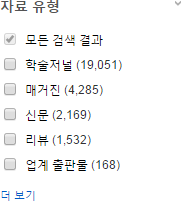 자료 유형
모든 검색 결과
학술저널 (19,051)
매거진 (4,285)
신문 (2,169)
리뷰 (1,532)
업계 출판물 (168)
더 보기